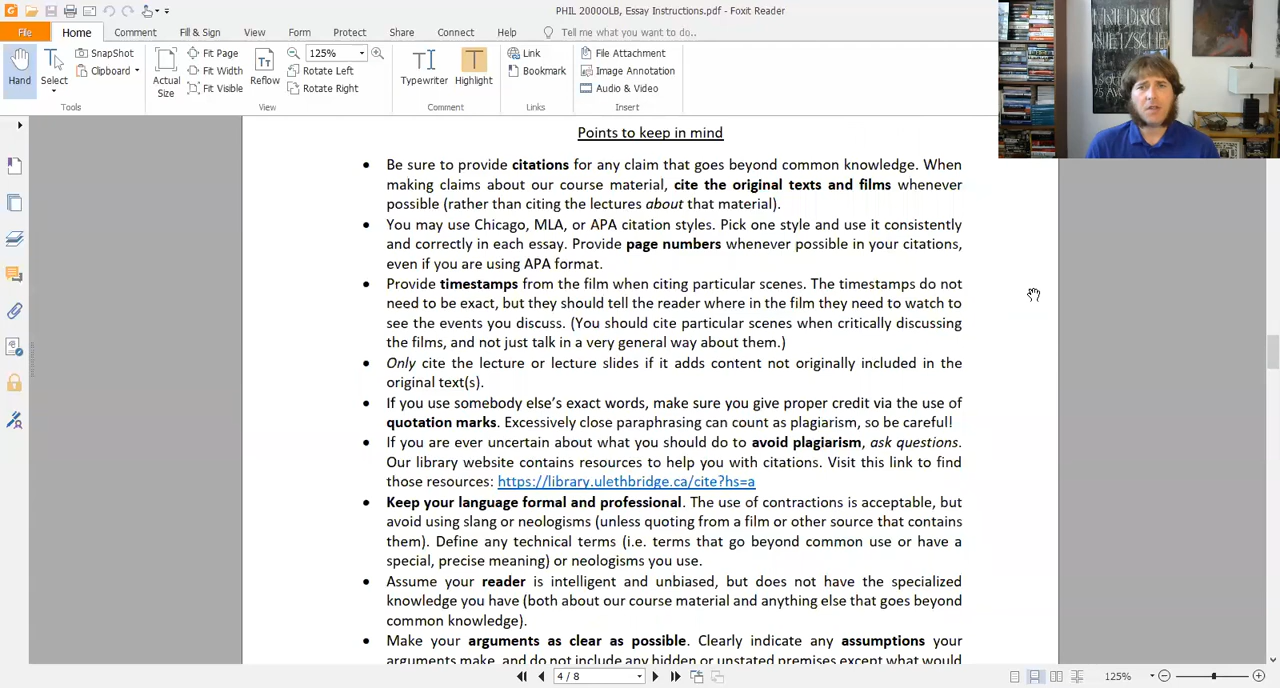 PHIL 2000OLB, Essay Instructions.pdf - Foxit Reader
File Home Comment View Form Protect Fill & Sign Share Connect Help Tell me what you want to do..
Hand
Select
SnapShot
Clipboard
Actual Size
Fit Page
Fit Width
Fit Visible
Reflow
125%
Rotate Left
Rotate Right
Typewriter
Highlight
Link
Bookmark
File Attachment
Image Annotation
Audio & Video
Tools View Comment Links Insert
NIETZSCHE
Points to keep in mind
• Be sure to provide citations for any claim that goes beyond common knowledge. When
making claims about our course material, cite the original texts and films whenever
possible (rather than citing the lectures about that material).
• You may use Chicago, MLA, or APA citation styles. Pick one style and use it consistently
and correctly in each essay. Provide page numbers whenever possible in your citations,
even if you are using APA format.
• Provide timestamps from the film when citing particular scenes. The timestamps do not
need to be exact, but they should tell the reader where in the film they need to watch to
see the events you discuss. (You should cite particular scenes when critically discussing
the films, and not just talk in a very general way about them.)
• Only cite the lecture or lecture slides if it adds content not originally included in the
original text(s).
• If you use somebody else's exact words, make sure you give proper credit via the use of
quotation marks. Excessively close paraphrasing can count as plagiarism, so be careful!
• If you are ever uncertain about what you should do to avoid plagiarism, ask questions.
Our library website contains resources to help you with citations. Visit this link to find
those resources: https://library.ulethbridge.ca/cite?hs=a
• Keep your language formal and professional. The use of contractions is acceptable, but
avoid using slang or neologisms (unless quoting from a film or other source that contains
them). Define any technical terms (i.e. terms that go beyond common use or have a
special, precise meaning) or neologisms you use.
• Assume your reader is intelligent and unbiased, but does not have the specialized
knowledge you have (both about our course material and anything else that goes beyond
common knowledge).
• Make your arguments as clear as possible. Clearly indicate any assumptions your
arguments make, and do not include any hidden or unstated premises except what would
4 / 8
125%